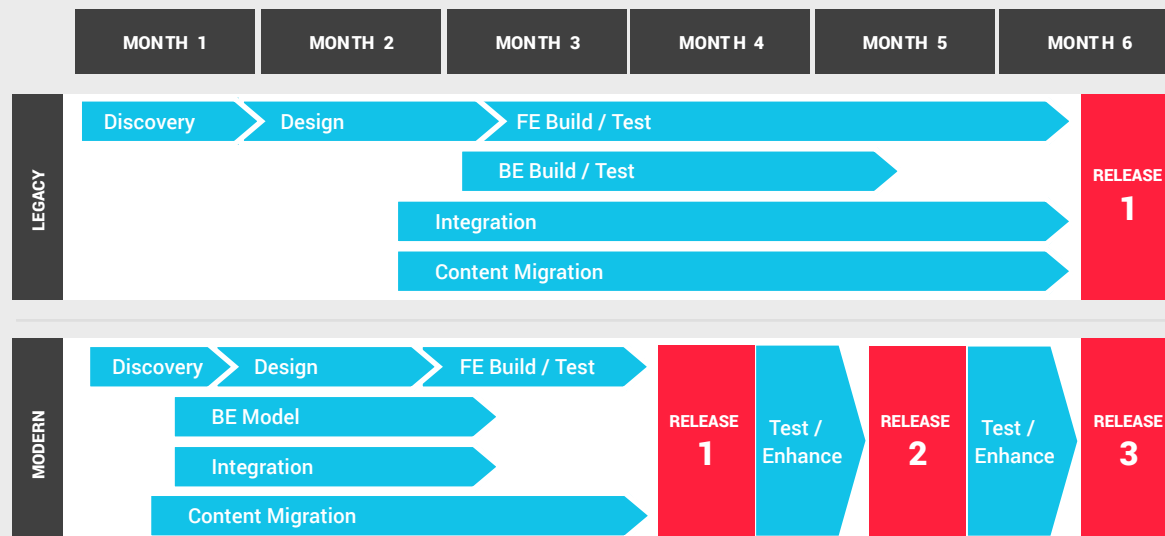 MONTH 1
MONTH 2
MONTH 3
MONTH 4
MONTH 5
MONTH 6
LEGACY
Discovery
Design
FE Build / Test
BE Build / Test
Integration
Content Migration
RELEASE
1
MODERN
Discovery
Design
FE Build / Test
BE Model
Integration
Content Migration
RELEASE
1
Test /
Enhance
RELEASE
2
Test /
Enhance
RELEASE
3